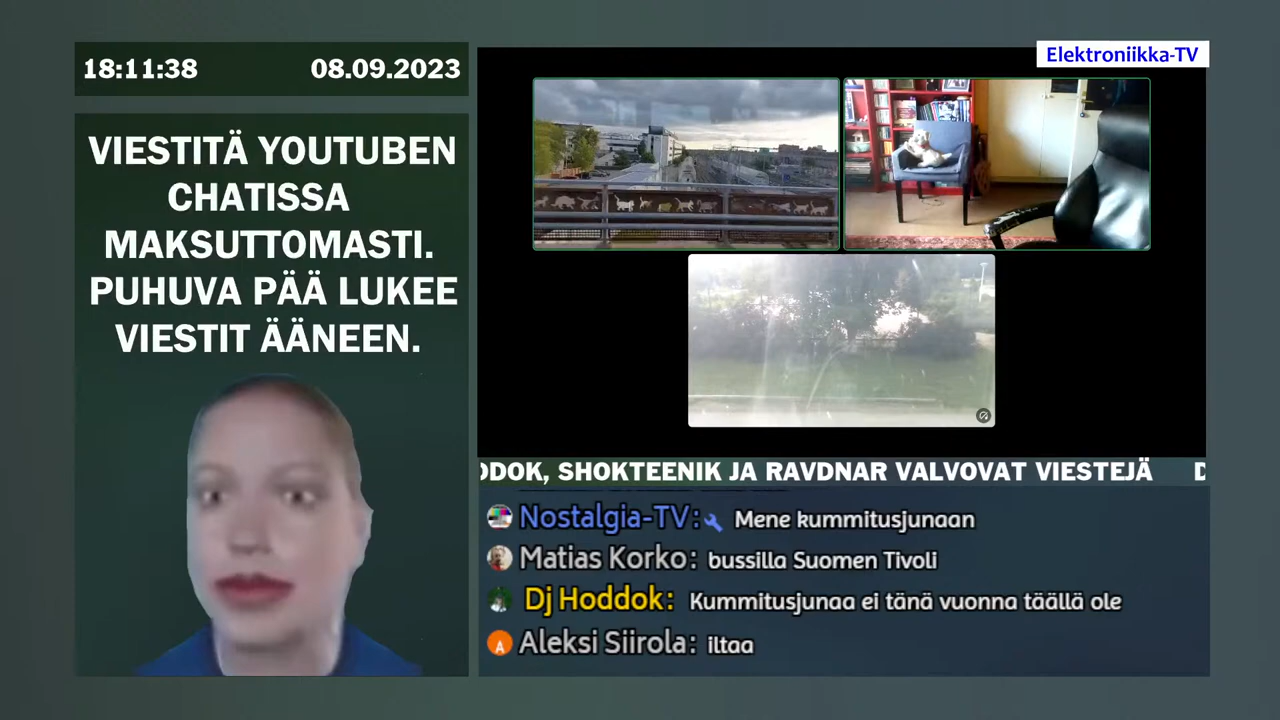 18:11:38 08.09.2023
VIESTITÄ YOUTUBEN
CHATISSA
MAKSUTTOMASTI.
PUHUVA PÄÄ LUKEE
VIESTIT ÄÄNEEN.
Elektroniikka-TV
DOK, SHOKTEENIK JA RAVDNAR VALVOVAT VIESTEJÄ D
Nostalgia-TV: Mene kummitusjunaan
Matias Korko: bussilla Suomen Tivoli
Dj Hoddok: Kummitusjunaa ei tänä vuonna täällä ole
A Aleksi Siirola: iltaa